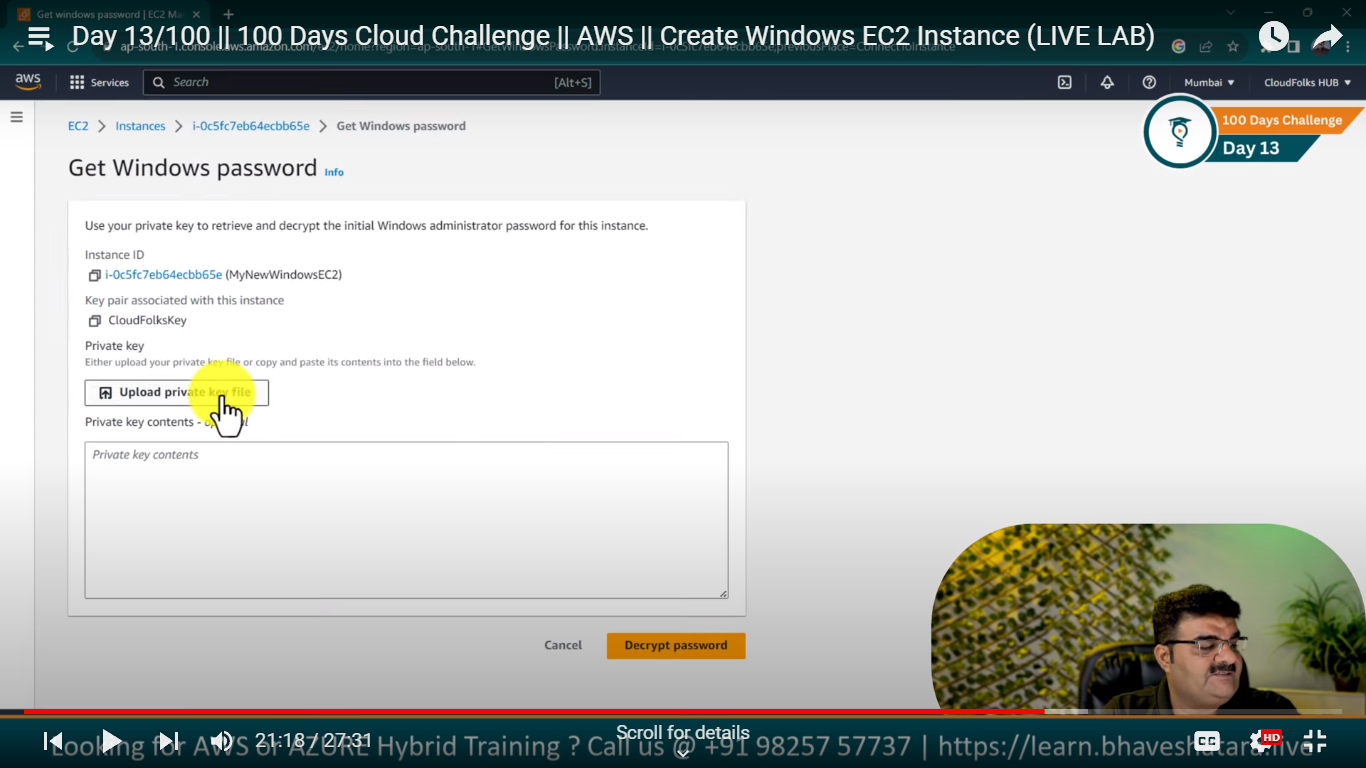 Get windows password | EC2 Ma
Day 13/100 || 100 Days Cloud Challenge || AWS || Create Windows EC2 Instance (LIVE LAB)
aws
Services
Search
[Alt+S]
Mumbai
CloudFolks HUB
EC2 > Instances > i-0c5fc7eb64ecbb65e > Get Windows password
100 Days Challenge
Day 13
Get Windows password Info
Use your private key to retrieve and decrypt the initial Windows administrator password for this instance.
Instance ID
i-0c5fc7eb64ecbb65e (MyNewWindowsEC2)
Key pair associated with this instance
CloudFolksKey
Private key
Either upload your private key file or copy and paste its contents into the field below.
Upload private key file
Private key contents -
Private key contents
Cancel
Decrypt password
Scroll for details
21:18 / 27:31
Looking for AWS or AZURE Hybrid Training ? Call us @ +91 98257 57737 | https://learn.bhaveshatara.live
CC
HD